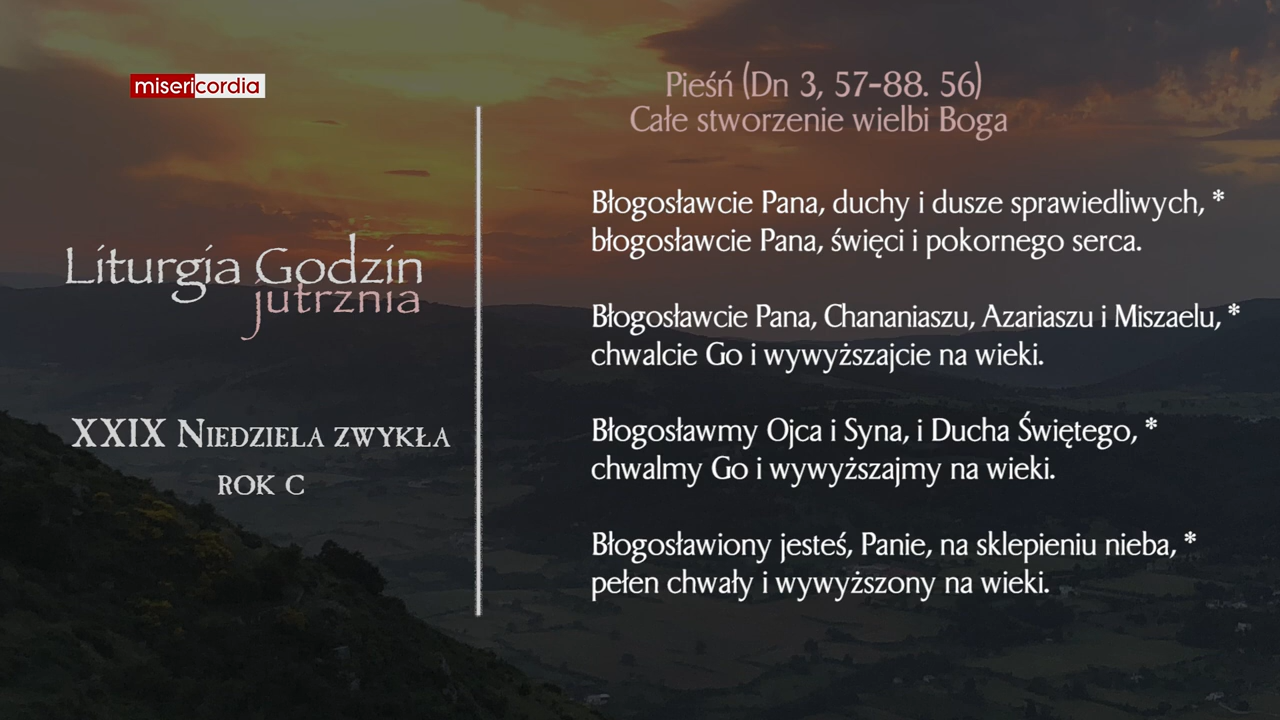 misericordia
Liturgia Godzin
jutrznia
XXIX Niedziela zwykła
rok C
Pieśń (Dn 3, 57-88. 56)
Całe stworzenie wielbi Boga
Błogosławcie Pana, duchy i dusze sprawiedliwych, *
błogosławcie Pana, święci i pokornego serca.
Błogosławcie Pana, Chananiaszu, Azariaszu i Miszaelu, *
chwalcie Go i wywyższajcie na wieki.
Błogosławmy Ojca i Syna, i Ducha Świętego, *
chwalmy Go i wywyższajmy na wieki.
Błogosławiony jesteś, Panie, na sklepieniu nieba, *
pełen chwały i wywyższony na wieki.